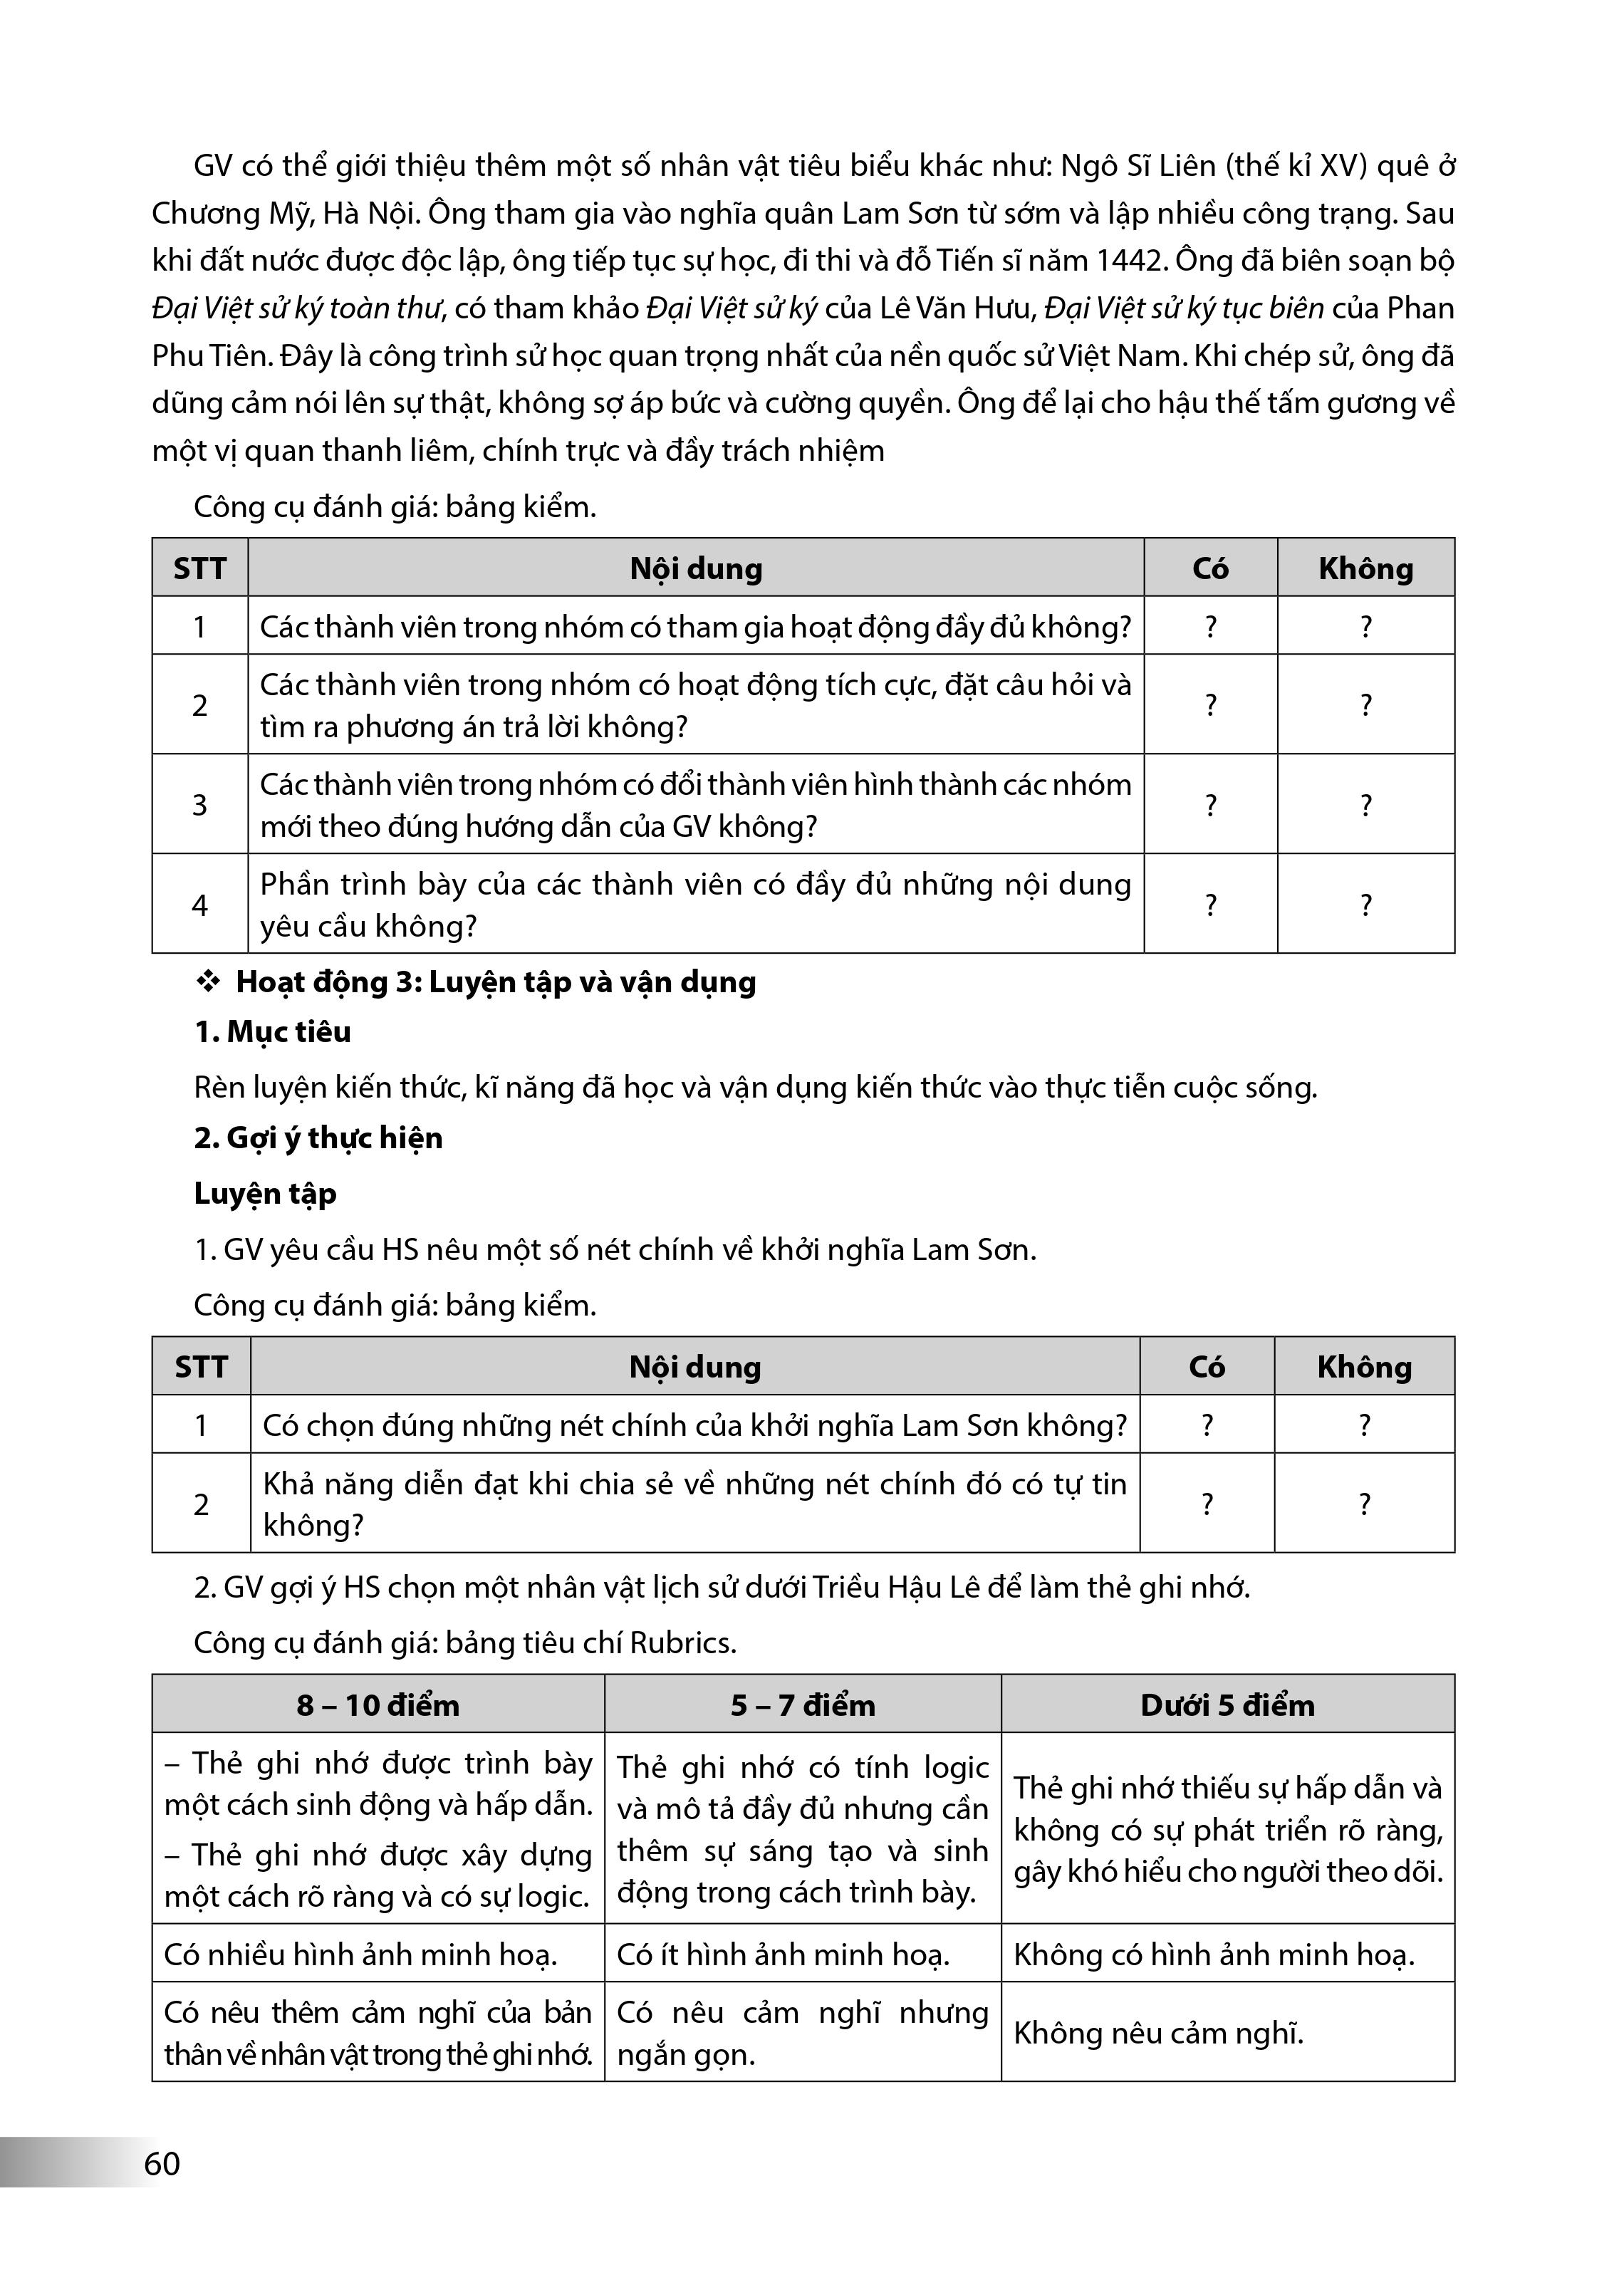 GV có thể giới thiệu thêm một số nhân vật tiêu biểu khác như: Ngô Sĩ Liên (thế kỉ XV) quê ở
Chương Mỹ, Hà Nội. Ông tham gia vào nghĩa quân Lam Sơn từ sớm và lập nhiều công trạng. Sau
khi đất nước được độc lập, ông tiếp tục sự học, đi thi và đỗ Tiến sĩ năm 1442. Ông đã biên soạn bộ
Đại Việt sử ký toàn thư, có tham khảo Đại Việt sử ký của Lê Văn Hưu, Đại Việt sử ký tục biên của Phan
Phu Tiên. Đây là công trình sử học quan trọng nhất của nền quốc sử Việt Nam. Khi chép sử, ông đã
dũng cảm nói lên sự thật, không sợ áp bức và cường quyền. Ông để lại cho hậu thế tấm gương về
một vị quan thanh liêm, chính trực và đầy trách nhiệm
Công cụ đánh giá: bảng kiểm.
STT Nội dung Có Không
1 Các thành viên trong nhóm có tham gia hoạt động đầy đủ không? ? ?
2 Các thành viên trong nhóm có hoạt động tích cực, đặt câu hỏi và
tìm ra phương án trả lời không? ? ?
3 Các thành viên trong nhóm có đổi thành viên hình thành các nhóm
mới theo đúng hướng dẫn của GV không? ? ?
4 Phần trình bày của các thành viên có đầy đủ những nội dung
yêu cầu không? ? ?
❖ Hoạt động 3: Luyện tập và vận dụng
1. Mục tiêu
Rèn luyện kiến thức, kĩ năng đã học và vận dụng kiến thức vào thực tiễn cuộc sống.
2. Gợi ý thực hiện
Luyện tập
1. GV yêu cầu HS nêu một số nét chính về khởi nghĩa Lam Sơn.
Công cụ đánh giá: bảng kiểm.
STT Nội dung Có Không
1 Có chọn đúng những nét chính của khởi nghĩa Lam Sơn không? ? ?
2 Khả năng diễn đạt khi chia sẻ về những nét chính đó có tự tin
không? ? ?
2. GV gợi ý HS chọn một nhân vật lịch sử dưới Triều Hậu Lê để làm thẻ ghi nhớ.
Công cụ đánh giá: bảng tiêu chí Rubrics.
8 – 10 điểm 5 – 7 điểm Dưới 5 điểm
– Thẻ ghi nhớ được trình bày
một cách sinh động và hấp dẫn.
– Thẻ ghi nhớ được xây dựng
một cách rõ ràng và có sự logic.
Thẻ ghi nhớ có tính logic
và mô tả đầy đủ nhưng cần
thêm sự sáng tạo và sinh
động trong cách trình bày.
Thẻ ghi nhớ thiếu sự hấp dẫn và
không có sự phát triển rõ ràng,
gây khó hiểu cho người theo dõi.
Có nhiều hình ảnh minh hoạ. Có ít hình ảnh minh hoạ. Không có hình ảnh minh hoạ.
Có nêu thêm cảm nghĩ của bản
thân về nhân vật trong thẻ ghi nhớ.
Có nêu cảm nghĩ nhưng
ngắn gọn.
Không nêu cảm nghĩ.
60